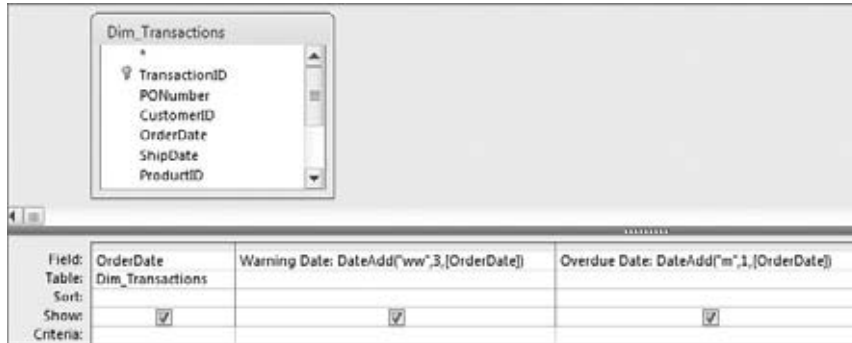 Dim_Transactions
*
TransactionID
PONumber
CustomerID
OrderDate
ShipDate
ProductID
Field: OrderDate Warning Date: DateAdd("ww",3,[OrderDate]) Overdue Date: DateAdd("m",1,[OrderDate])
Table: Dim_Transactions
Sort:
Show:
Criteria: